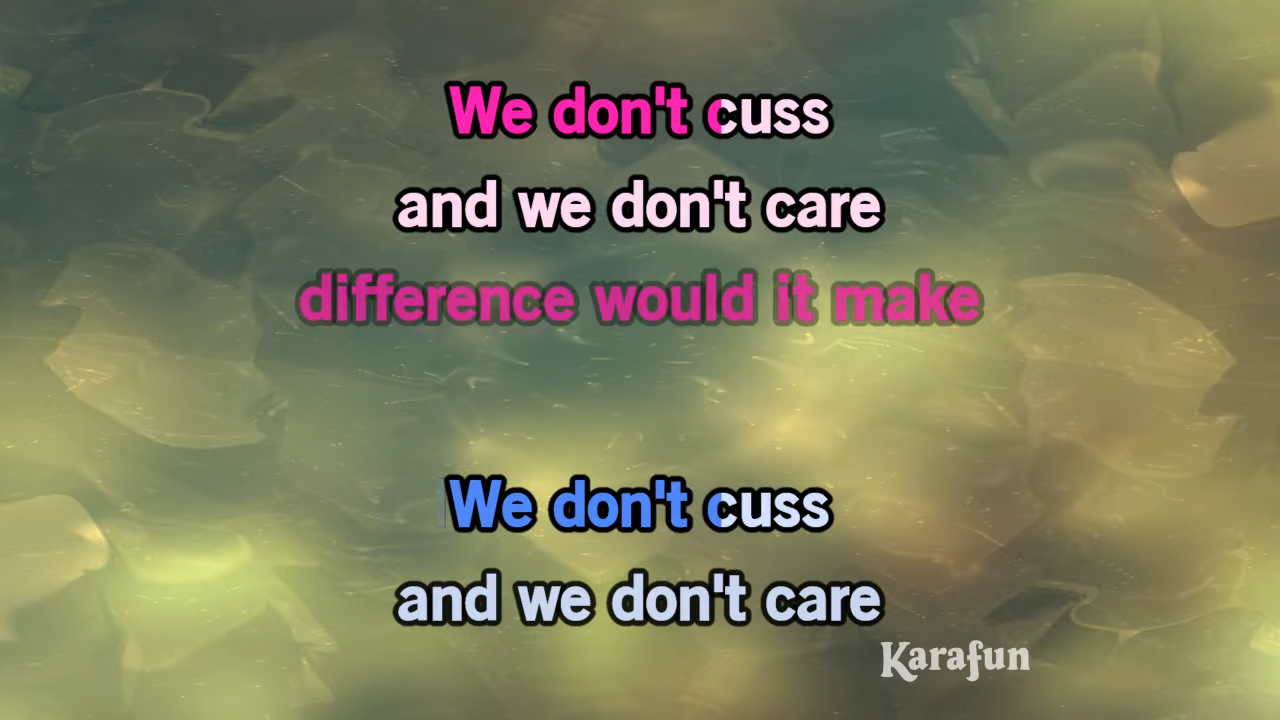 We don't cuss
and we don't care
difference would it make
We don't cuss
and we don't care
Karafun